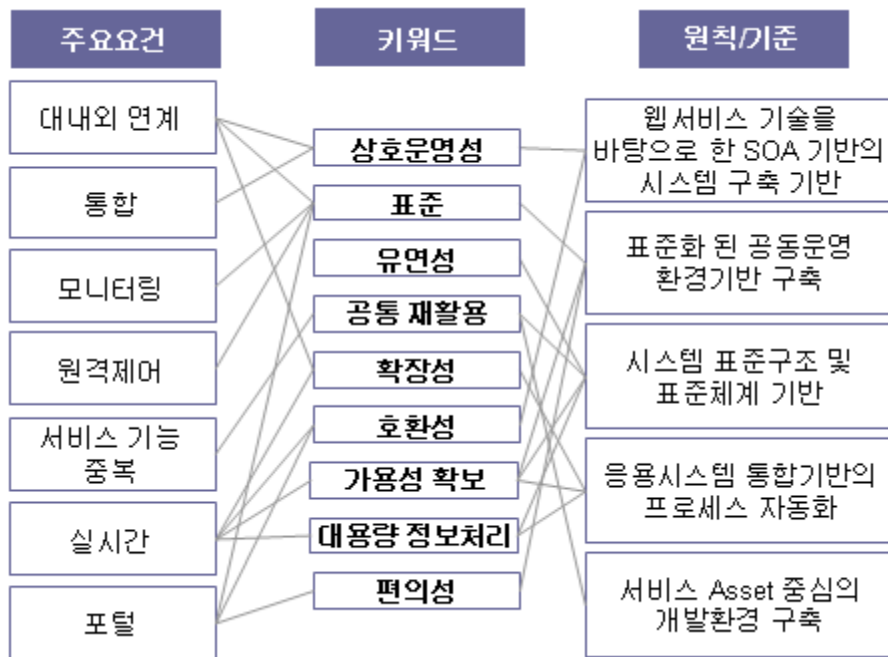 주요요건
키워드
원칙/기준
대내외 연계
통합
모니터링
원격제어
서비스 기능
중복
실시간
포털
상호운영성
표준
유연성
공통 재활용
확장성
호환성
가용성 확보
대용량 정보처리
편의성
웹서비스 기술을
바탕으로 한 SOA 기반의
시스템 구축 기반
표준화 된 공동운영
환경기반 구축
시스템 표준구조 및
표준체계 기반
응용시스템 통합기반의
프로세스 자동화
서비스 Asset 중심의
개발환경 구축